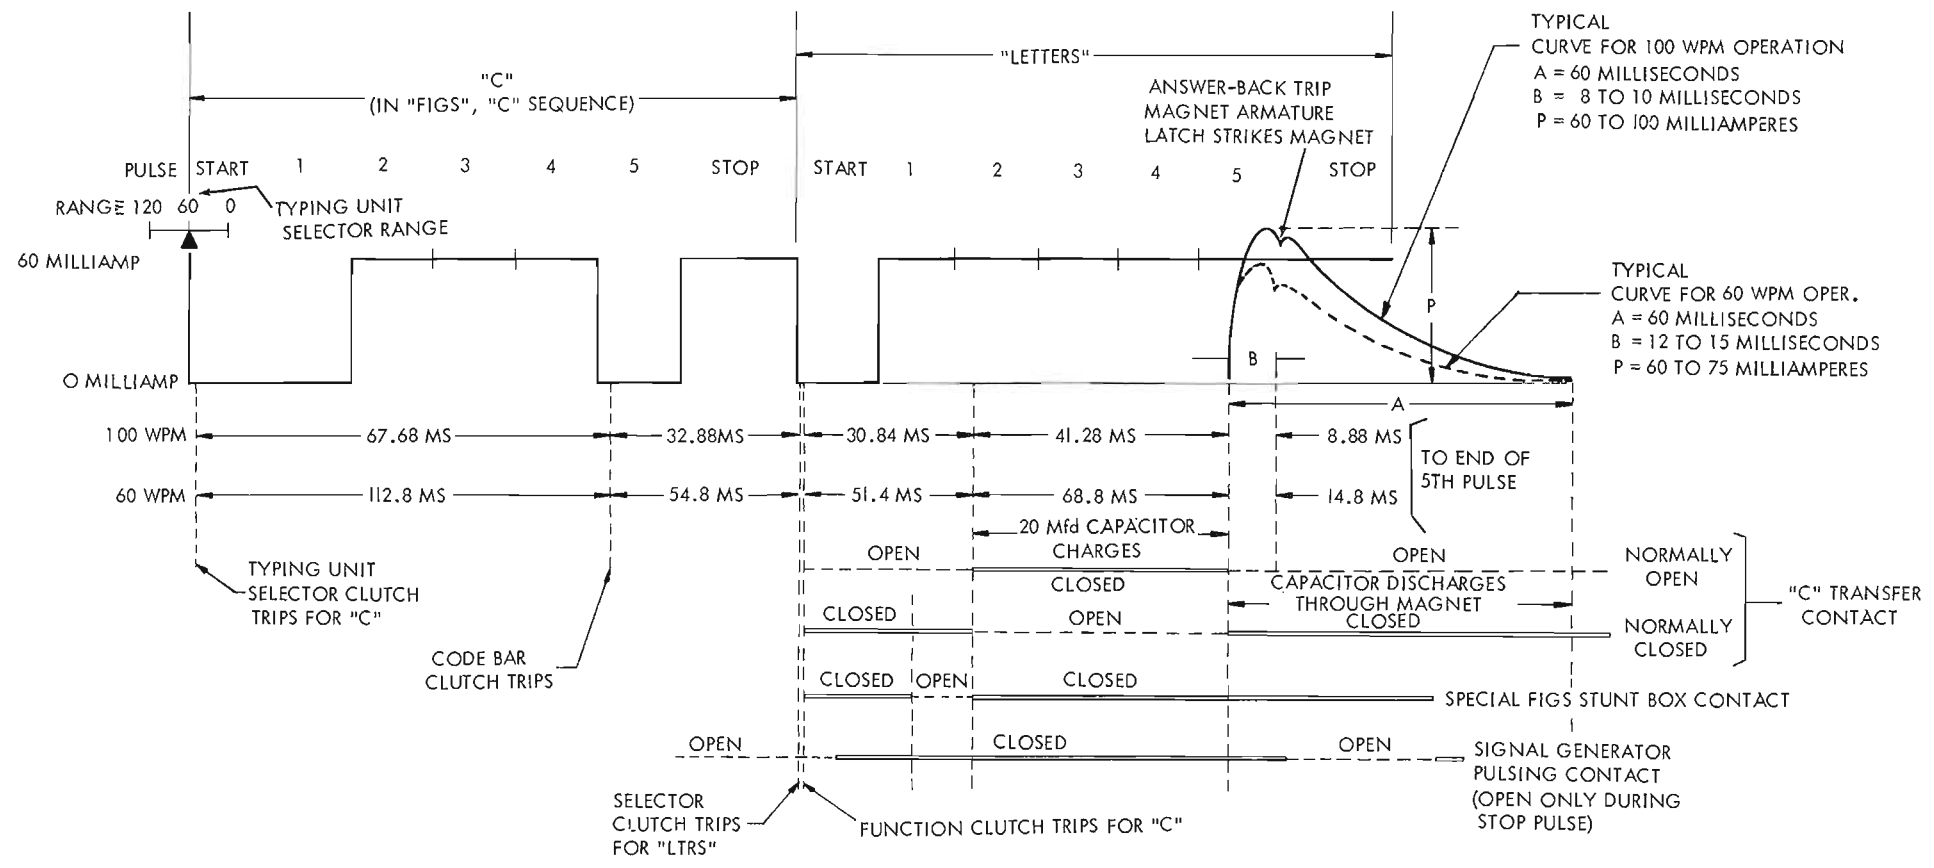 TYPICAL
CURVE FOR 100 WPM OPERATION
A = 60 MILLISECONDS
B = 8 TO 10 MILLISECONDS
P = 60 TO 100 MILLIAMPERES
"LETTERS"
"C"
(IN "FIGS", "C" SEQUENCE)
ANSWER-BACK TRIP
MAGNET ARMATURE
LATCH STRIKES MAGNET
PULSE START 1 2 3 4 5 STOP START 1 2 3 4 5 STOP
RANGE 120 60 0
TYPING UNIT
SELECTOR RANGE
60 MILLIAMP
TYPICAL
CURVE FOR 60 WPM OPER.
A = 60 MILLISECONDS
B = 12 TO 15 MILLISECONDS
P = 60 TO 75 MILLIAMPERES
P
B
0 MILLIAMP
A
100 WPM 67.68 MS 32.88MS 30.84 MS 41.28 MS 8.88 MS
TO END OF
5TH PULSE
60 WPM 112.8 MS 54.8 MS 51.4 MS 68.8 MS 14.8 MS
20 Mfd CAPACITOR
CHARGES
OPEN
CLOSED
OPEN
NORMALLY
OPEN
CAPACITOR DISCHARGES
THROUGH MAGNET
CLOSED
OPEN
CLOSED
NORMALLY
CLOSED
"C" TRANSFER
CONTACT
TYPING UNIT
SELECTOR CLUTCH
TRIPS FOR "C"
CODE BAR
CLUTCH TRIPS
CLOSED OPEN CLOSED
SPECIAL FIGS STUNT BOX CONTACT
OPEN CLOSED OPEN
SIGNAL GENERATOR
PULSING CONTACT
(OPEN ONLY DURING
STOP PULSE)
SELECTOR
CLUTCH TRIPS
FOR "LTRS"
FUNCTION CLUTCH TRIPS FOR "C"